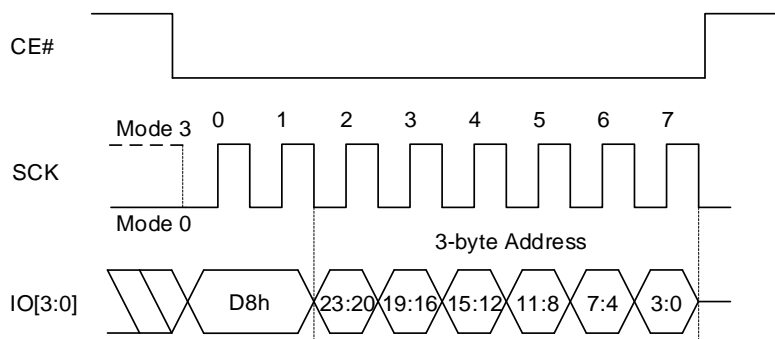 CE#
0 1 2 3 4 5 6 7
Mode 3
SCK
Mode 0
3-byte Address
IO[3:0] D8h 23:20 19:16 15:12 11:8 7:4 3:0